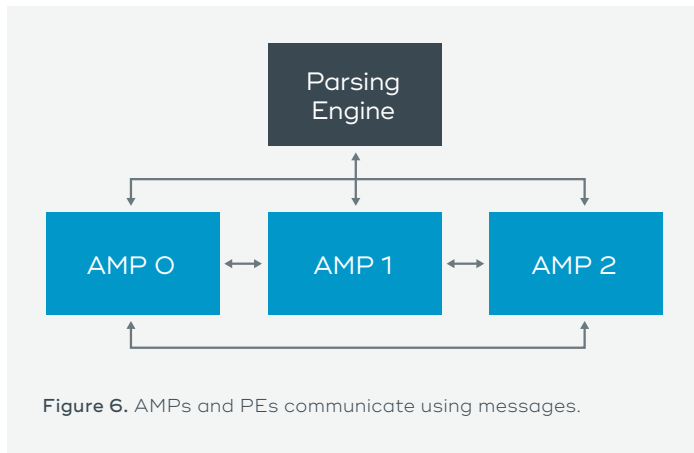 Parsing
Engine
AMP 0
AMP 1
AMP 2
Figure 6. AMPs and PEs communicate using messages.